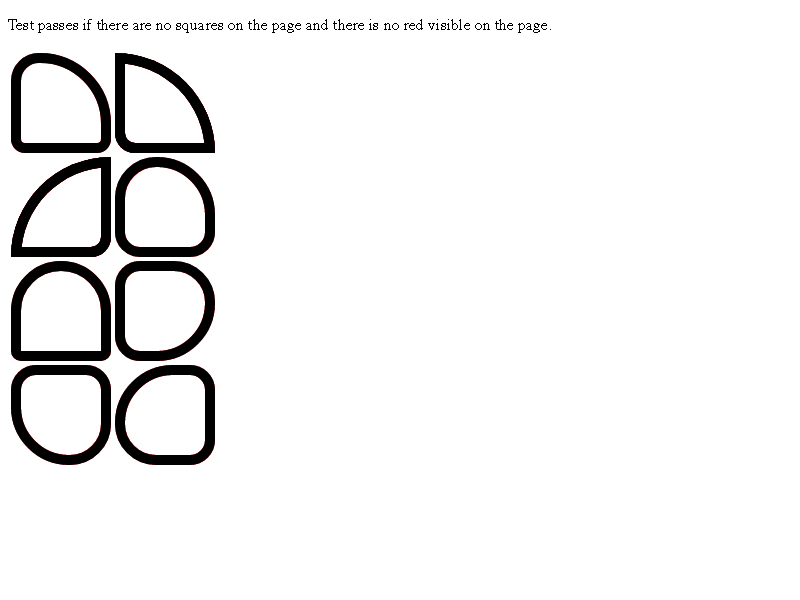 Test passes if there are no squares on the page and there is no red visible on the page.